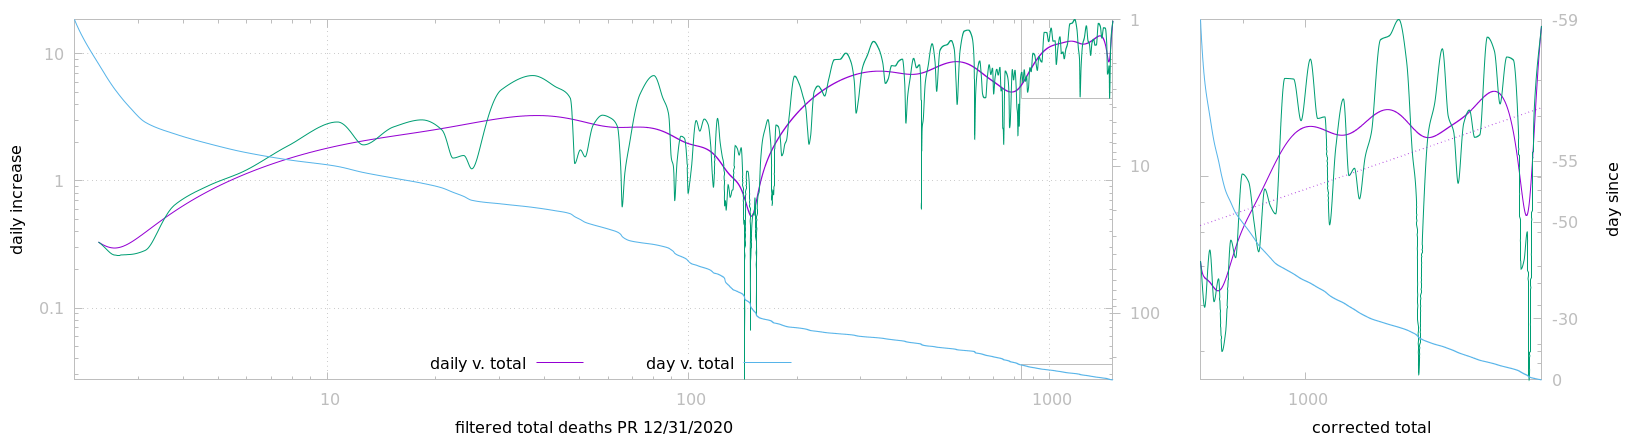 daily increase
10
1
0.1
10
100
1000
filtered total deaths PR 12/31/2020
daily v. total
day v. total
1
10
100
1000
corrected total
-59
-55
-50
-30
0
day since